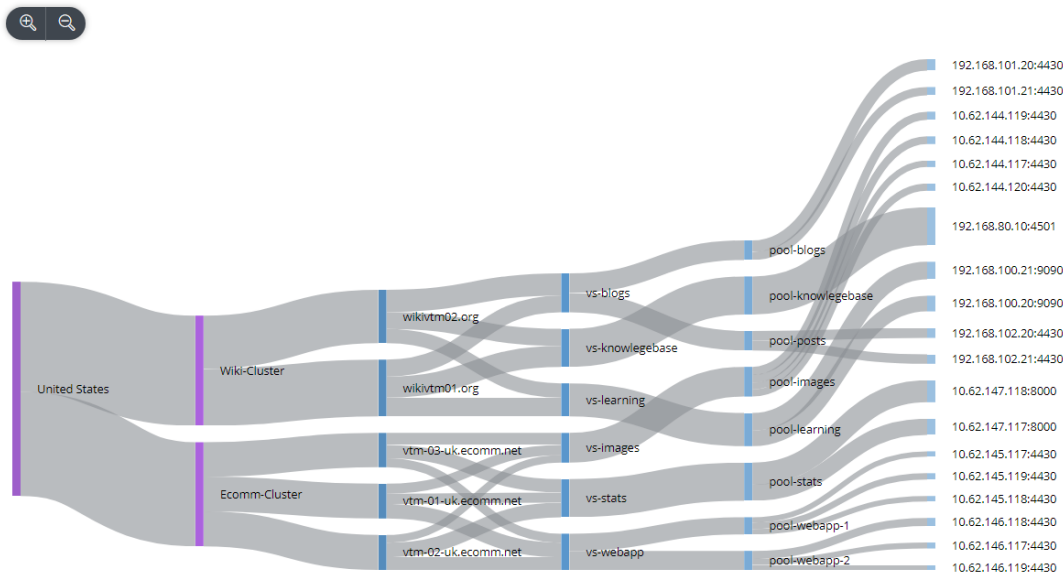 United States
Wiki-Cluster
Ecomm-Cluster
wikivtm02.org
wikivtm01.org
vtm-03-uk.ecomm.net
vtm-01-uk.ecomm.net
vtm-02-uk.ecomm.net
vs-blogs
vs-knowlegebase
vs-learning
vs-images
vs-stats
vs-webapp
pool-blogs
pool-knowlegebase
pool-posts
pool-images
pool-learning
pool-stats
pool-webapp-1
pool-webapp-2
192.168.101.20:4430
192.168.101.21:4430
10.62.144.119:4430
10.62.144.118:4430
10.62.144.117:4430
10.62.144.120:4430
192.168.80.10:4501
192.168.100.21:9090
192.168.100.20:9090
192.168.102.20:4430
192.168.102.21:4430
10.62.147.118:8000
10.62.147.117:8000
10.62.145.117:4430
10.62.145.119:4430
10.62.145.118:4430
10.62.146.118:4430
10.62.146.117:4430
10.62.146.119:4430